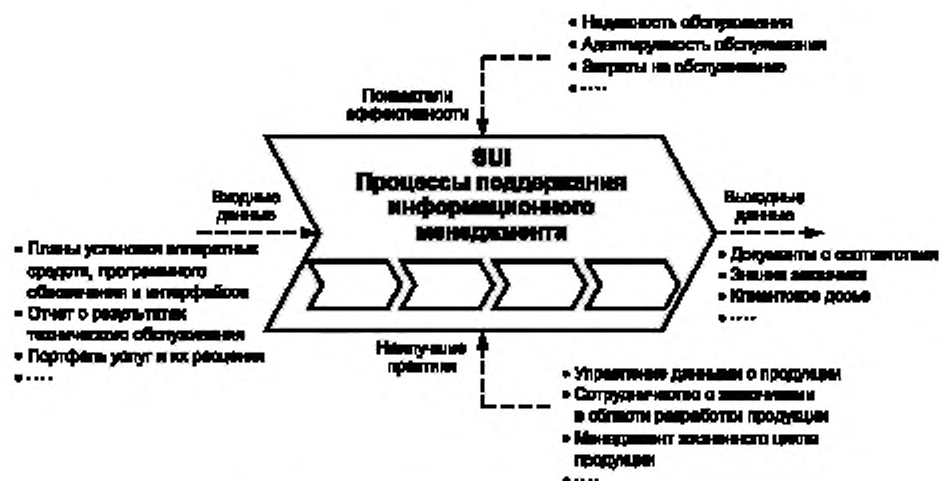 • Надежность обслуживания
• Адаптируемость обслуживания
• Затраты на обслуживание
• ....
Показатели
эффективности
SUI
Процессы поддержания
информационного
менеджмента
Входные
данные
• Планы установки аппаратных
средств, программного
обеспечения и интерфейсов
• Отчет о результатах
технического обслуживания
• Портфель услуг и их расценки
• ....
Выходные
данные
• Документы о соответствии
• Знания заказчика
• Клиентское досье
• ....
Наилучшие
практики
• Управление данными о продукции
• Сотрудничество с заказчиками
в области разработки продукции
• Менеджмент жизненного цикла
продукции
• ....